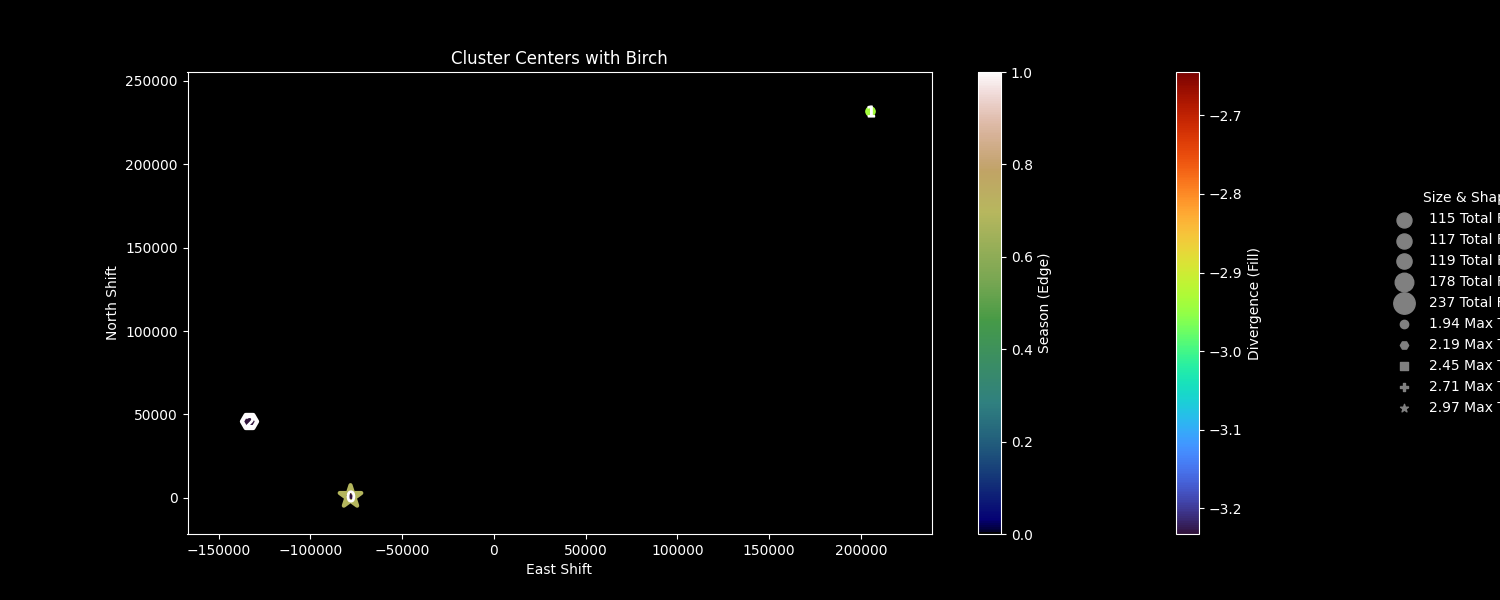 Cluster Centers with Birch
250000
200000
150000
100000
50000
0
North Shift
−150000 −100000 −50000 0 50000 100000 150000 200000
East Shift
1.0
0.8
0.6
0.4
0.2
0.0
Season (Edge)
−2.7
−2.8
−2.9
−3.0
−3.1
−3.2
Divergence (Fill)
Size &
115 Total
117 Total
119 Total
178 Total
237 Total
1.94 Max
2.19 Max
2.45 Max
2.71 Max
2.97 Max